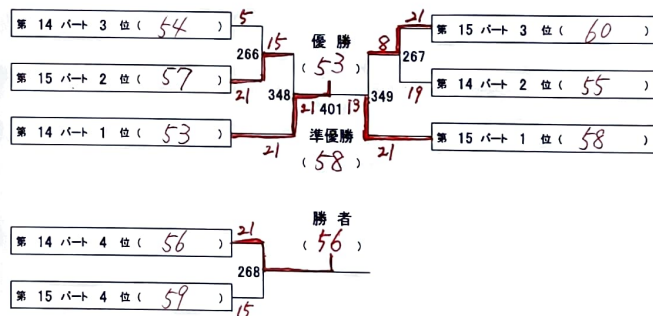 第 14 パート 3 位 ( 54 )
5
266
15
第 15 パート 2 位 ( 57 )
21
348
第 14 パート 1 位 ( 53 )
21
優 勝
( 53 )
21 401 13
準優勝
( 58 )
21
第 15 パート 3 位 ( 60 )
8
267
第 14 パート 2 位 ( 55 )
19
349
第 15 パート 1 位 ( 58 )
21
第 14 パート 4 位 ( 56 )
21
268
第 15 パート 4 位 ( 59 )
15
勝 者
( 56 )